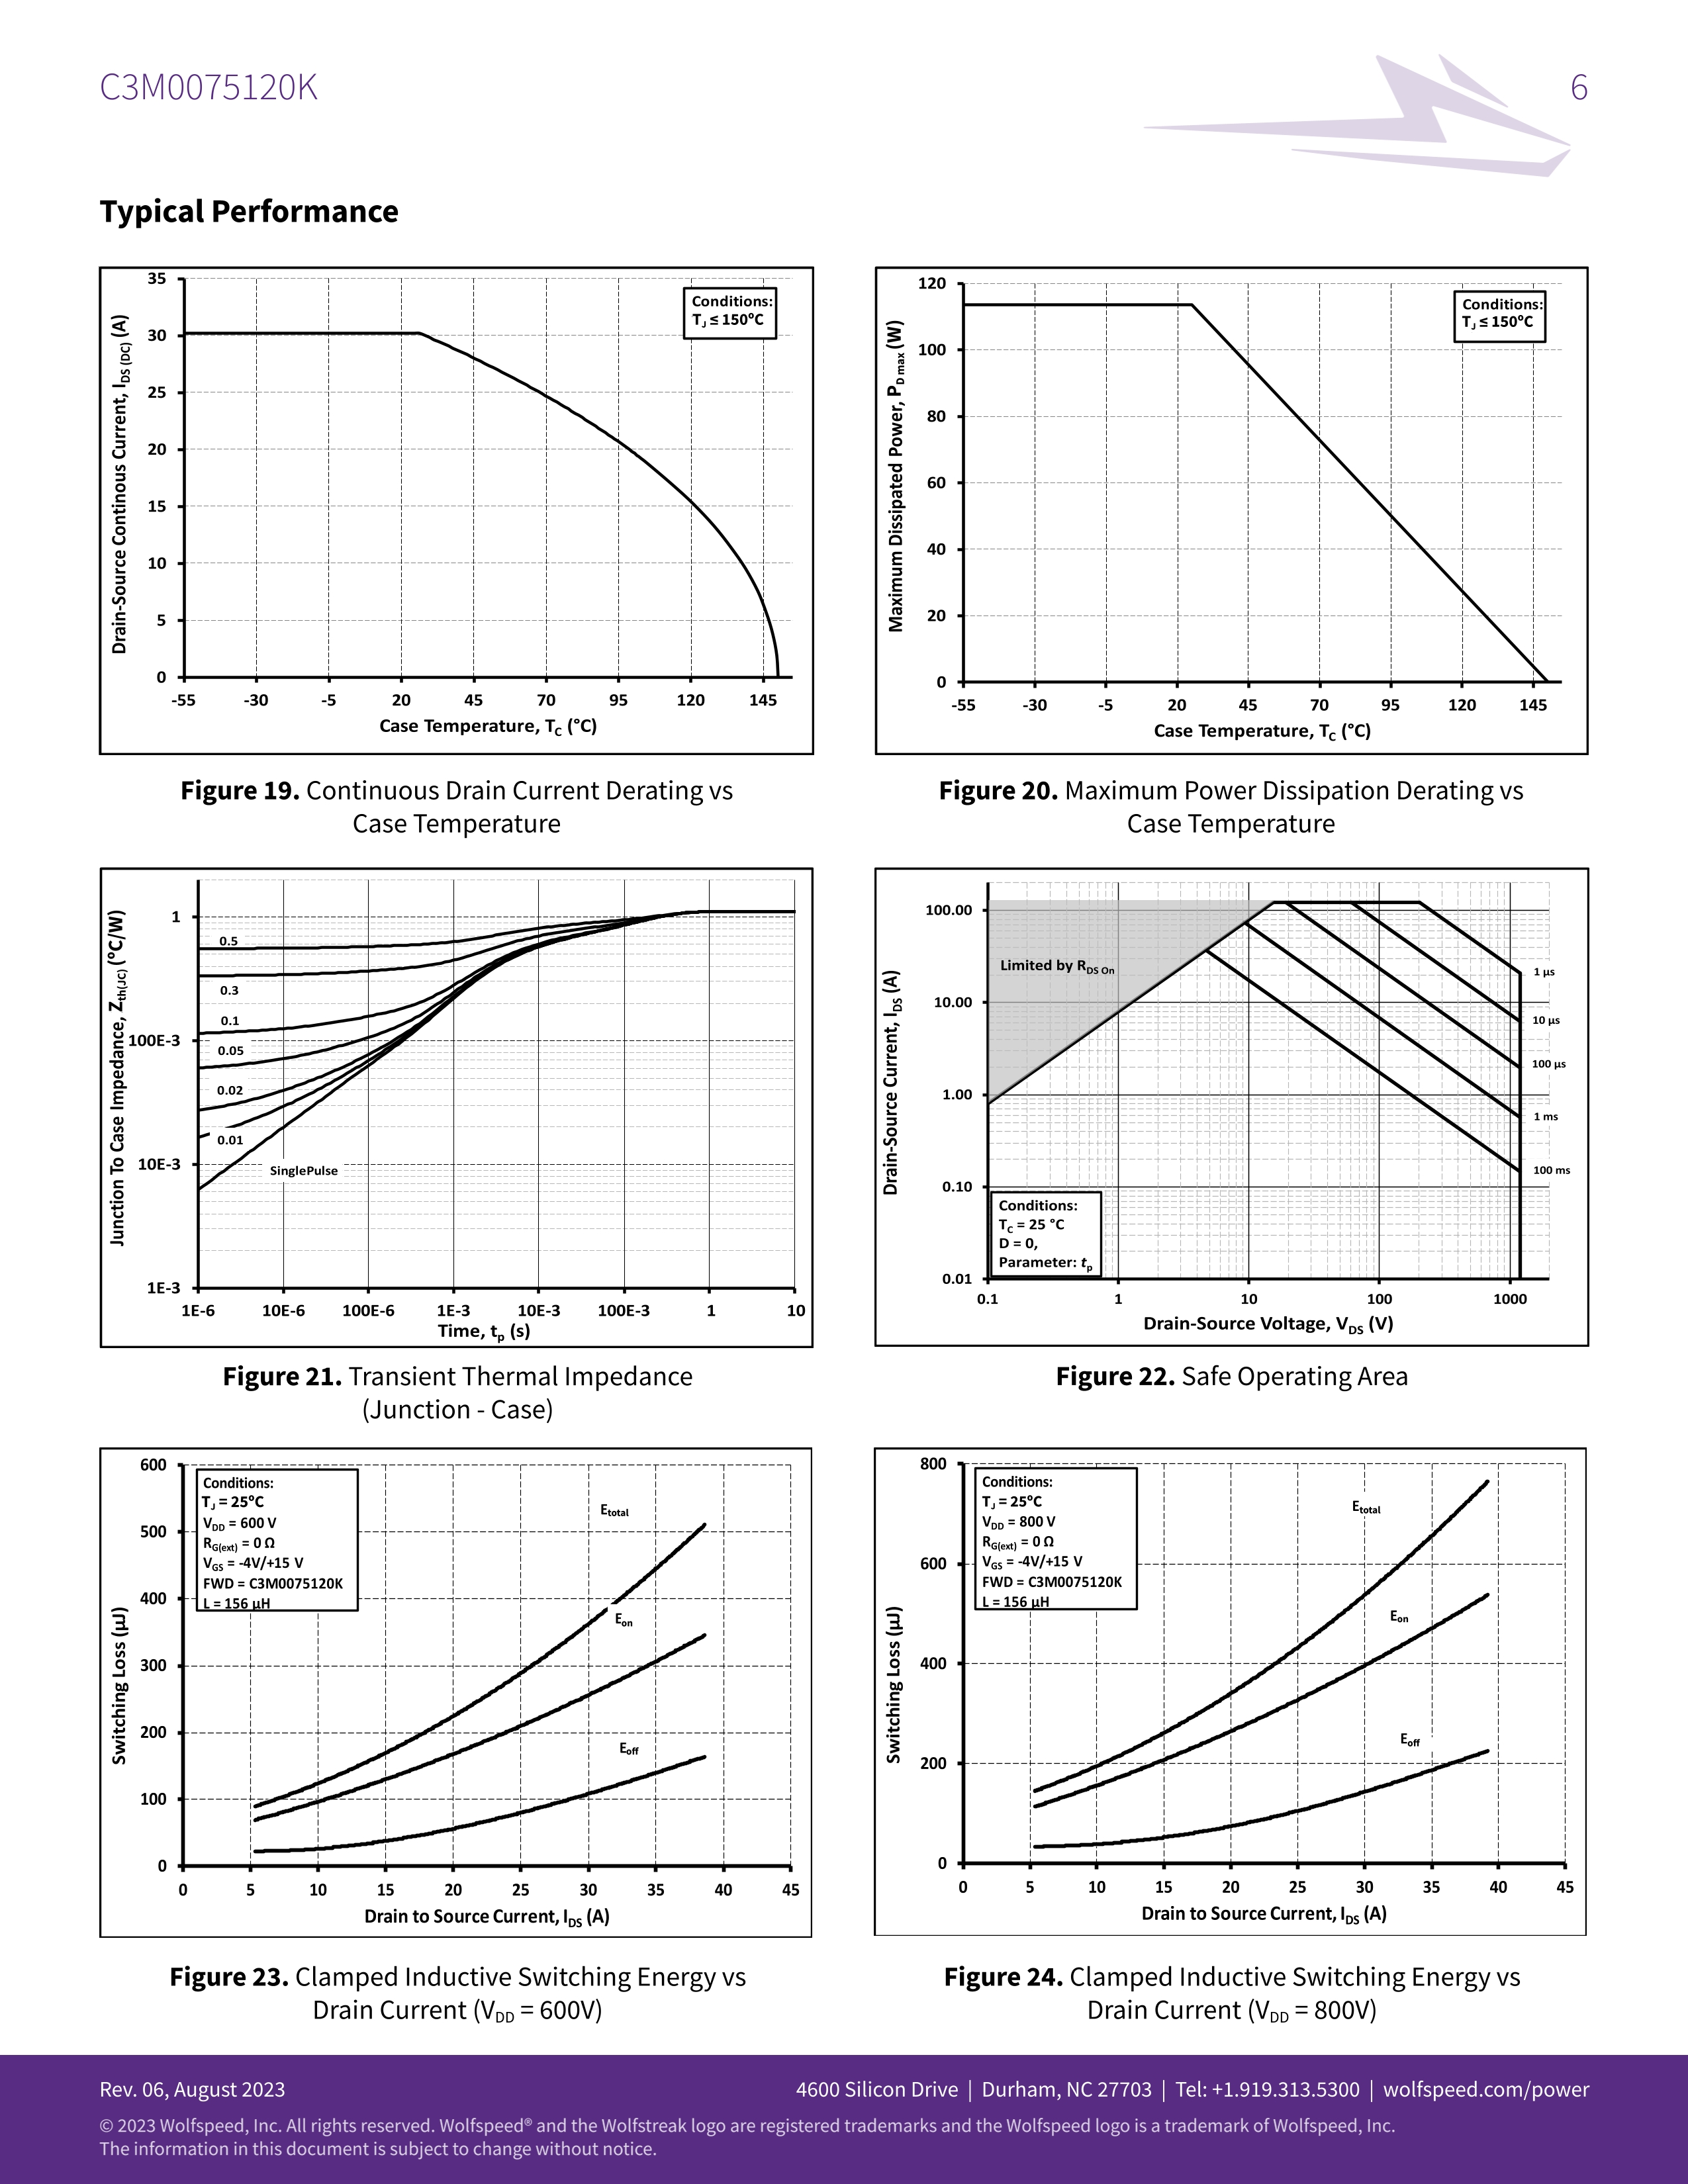 C3M0075120K
6
Typical Performance
35
30
25
20
15
10
5
0
-55 -30 -5 20 45 70 95 120 145
Drain-Source Continous Current, IDS (DC) (A)
Case Temperature, TC (°C)
Conditions:
TJ ≤ 150°C
Figure 19. Continuous Drain Current Derating vs
Case Temperature
120
100
80
60
40
20
0
-55 -30 -5 20 45 70 95 120 145
Maximum Dissipated Power, PD max (W)
Case Temperature, TC (°C)
Conditions:
TJ ≤ 150°C
Figure 20. Maximum Power Dissipation Derating vs
Case Temperature
1
100E-3
10E-3
1E-3
1E-6 10E-6 100E-6 1E-3 10E-3 100E-3 1 10
Junction To Case Impedance, Zth(JC) (°C/W)
Time, tp (s)
0.5
0.3
0.1
0.05
0.02
0.01
SinglePulse
Figure 21. Transient Thermal Impedance
(Junction - Case)
100.00
10.00
1.00
0.10
0.01
0.1 1 10 100 1000
Drain-Source Current, IDS (A)
Drain-Source Voltage, VDS (V)
Limited by RDS On
1 µs
10 µs
100 µs
1 ms
100 ms
Conditions:
TC = 25 °C
D = 0,
Parameter: tp
Figure 22. Safe Operating Area
600
500
400
300
200
100
0
0 5 10 15 20 25 30 35 40 45
Switching Loss (µJ)
Drain to Source Current, IDS (A)
Conditions:
TJ = 25°C
VDD = 600 V
RG(ext) = 0 Ω
VGS = -4V/+15 V
FWD = C3M0075120K
L = 156 µH
Etotal
Eon
Eoff
Figure 23. Clamped Inductive Switching Energy vs
Drain Current (VDD = 600V)
800
600
400
200
0
0 5 10 15 20 25 30 35 40 45
Switching Loss (µJ)
Drain to Source Current, IDS (A)
Conditions:
TJ = 25°C
VDD = 800 V
RG(ext) = 0 Ω
VGS = -4V/+15 V
FWD = C3M0075120K
L = 156 µH
Etotal
Eon
Eoff
Figure 24. Clamped Inductive Switching Energy vs
Drain Current (VDD = 800V)
Rev. 06, August 2023
4600 Silicon Drive | Durham, NC 27703 | Tel: +1.919.313.5300 | wolfspeed.com/power
© 2023 Wolfspeed, Inc. All rights reserved. Wolfspeed® and the Wolfstreak logo are registered trademarks and the Wolfspeed logo is a trademark of Wolfspeed, Inc.
The information in this document is subject to change without notice.